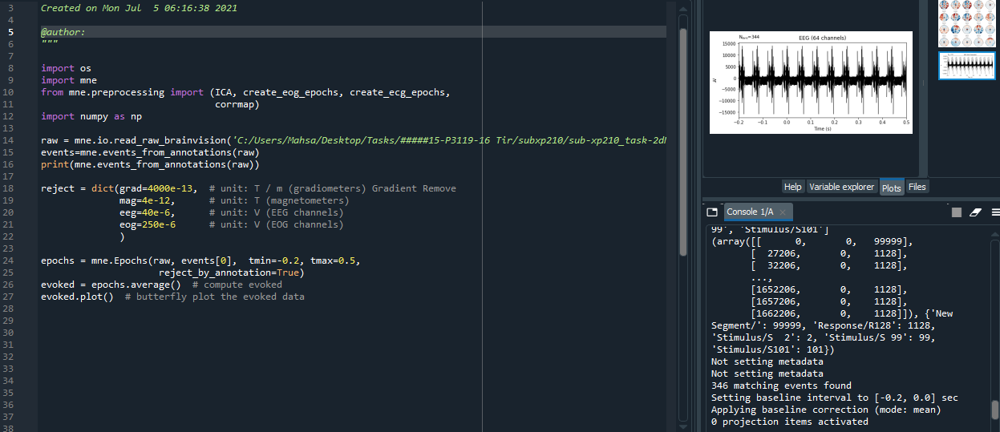 3 Created on Mon Jul  5 06:16:38 2021
4
5 @author:
6 """
7
8 import os
9 import mne
10 from mne.preprocessing import (ICA, create_eog_epochs, create_ecg_epochs,
11                               corrmap)
12 import numpy as np
13
14 raw = mne.io.read_raw_brainvision('C:/Users/Mahsa/Desktop/Tasks/#####15-P3119-16 Tir/subxp210/sub-xp210_task-2d
15 events=mne.events_from_annotations(raw)
16 print(mne.events_from_annotations(raw))
17
18 reject = dict(grad=4000e-13,  # unit: T / m (gradiometers) Gradient Remove
19               mag=4e-12,      # unit: T (magnetometers)
20               eeg=40e-6,      # unit: V (EEG channels)
21               eog=250e-6      # unit: V (EOG channels)
22               )
23
24 epochs = mne.Epochs(raw, events[0],  tmin=-0.2, tmax=0.5,
25                     reject_by_annotation=True)
26 evoked = epochs.average()  # compute evoked
27 evoked.plot()  # butterfly plot the evoked data
28
29
30
31
32
33
34
35
36
37
38
Nave=344 EEG (64 channels)
15000
10000
5000
0
−5000
−10000
−15000
µV
−0.2 −0.1 0.0 0.1 0.2 0.3 0.4 0.5
Time (s)
Help Variable explorer Plots Files
Console 1/A
99', 'Stimulus/S101']
(array([[      0,       0,   99999],
       [  27206,       0,    1128],
       [  32206,       0,    1128],
       ...,
       [1652206,       0,    1128],
       [1657206,       0,    1128],
       [1662206,       0,    1128]]), {'New
Segment/': 99999, 'Response/R128': 1128,
'Stimulus/S  2': 2, 'Stimulus/S 99': 99,
'Stimulus/S101': 101})
Not setting metadata
Not setting metadata
346 matching events found
Setting baseline interval to [-0.2, 0.0] sec
Applying baseline correction (mode: mean)
0 projection items activated